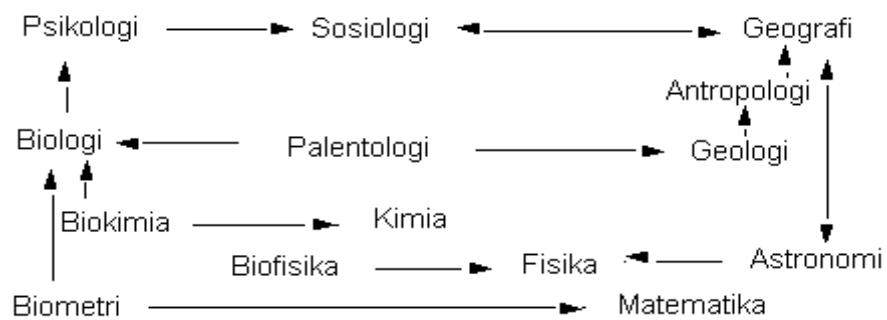 Psikologi Sosiologi Geografi
Antropologi
Biologi Palentologi Geologi
Biokimia Kimia
Biofisika Fisika Astronomi
Biometri Matematika